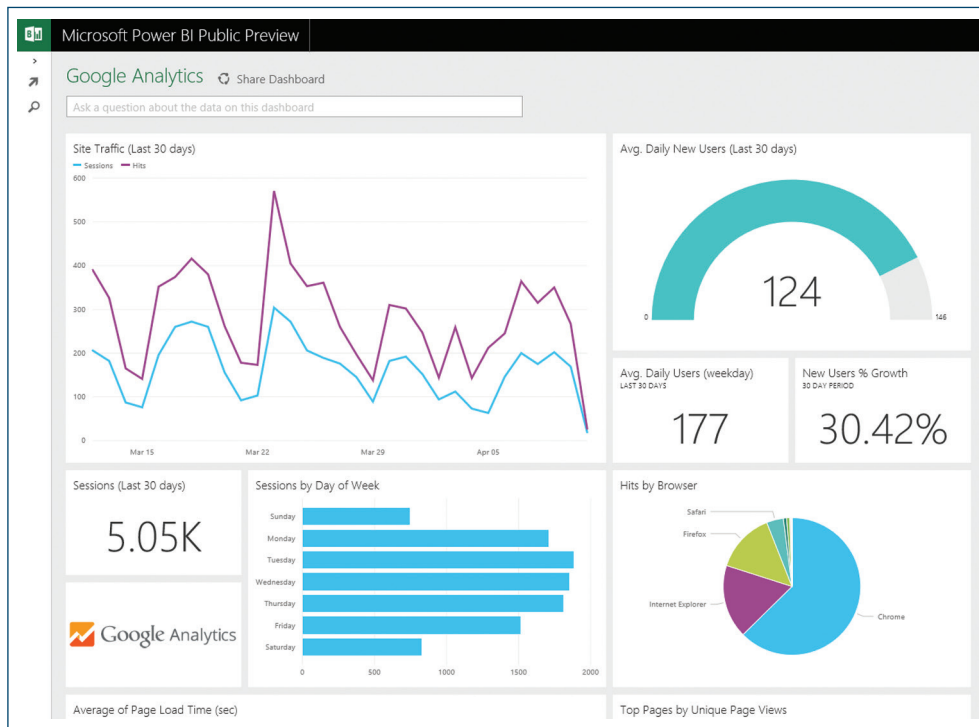 Microsoft Power BI Public Preview
Google Analytics
Share Dashboard
Ask a question about the data on this dashboard
Site Traffic (Last 30 days)
Sessions Hits
600
500
400
300
200
100
0
Mar 15 Mar 22 Mar 29 Apr 05
Avg. Daily New Users (Last 30 days)
124
0 146
Avg. Daily Users (weekday)
LAST 30 DAYS
177
New Users % Growth
30 DAY PERIOD
30.42%
Sessions (Last 30 days)
5.05K
Google Analytics
Sessions by Day of Week
Sunday
Monday
Tuesday
Wednesday
Thursday
Friday
Saturday
0 500 1000 1500 2000
Hits by Browser
Safari
Firefox
Internet Explorer
Chrome
Average of Page Load Time (sec)
Top Pages by Unique Page Views